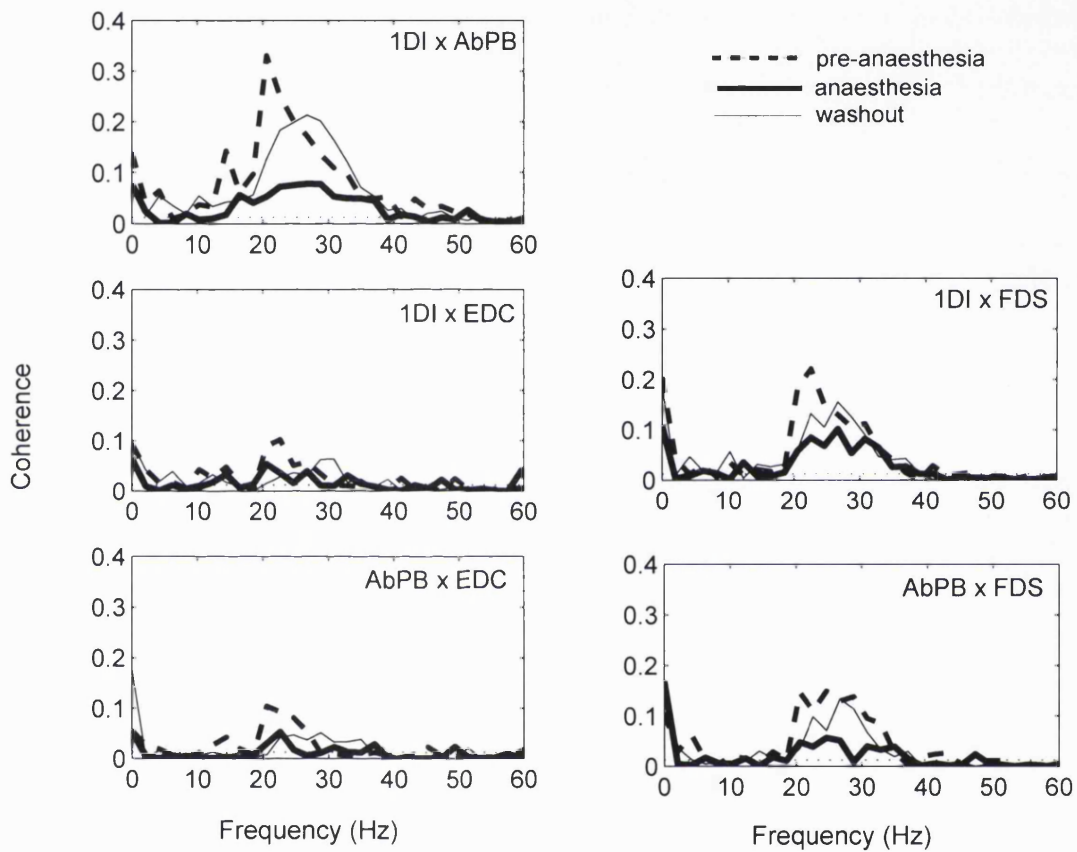 0.4
0.3
0.2
0.1
0
1DI x AbPB
0 10 20 30 40 50 60
pre-anaesthesia
anaesthesia
washout
0.4
0.3
0.2
0.1
0
1DI x EDC
0 10 20 30 40 50 60
0.4
0.3
0.2
0.1
0
1DI x FDS
0 10 20 30 40 50 60
Coherence
0.4
0.3
0.2
0.1
0
AbPB x EDC
0 10 20 30 40 50 60
Frequency (Hz)
0.4
0.3
0.2
0.1
0
AbPB x FDS
0 10 20 30 40 50 60
Frequency (Hz)